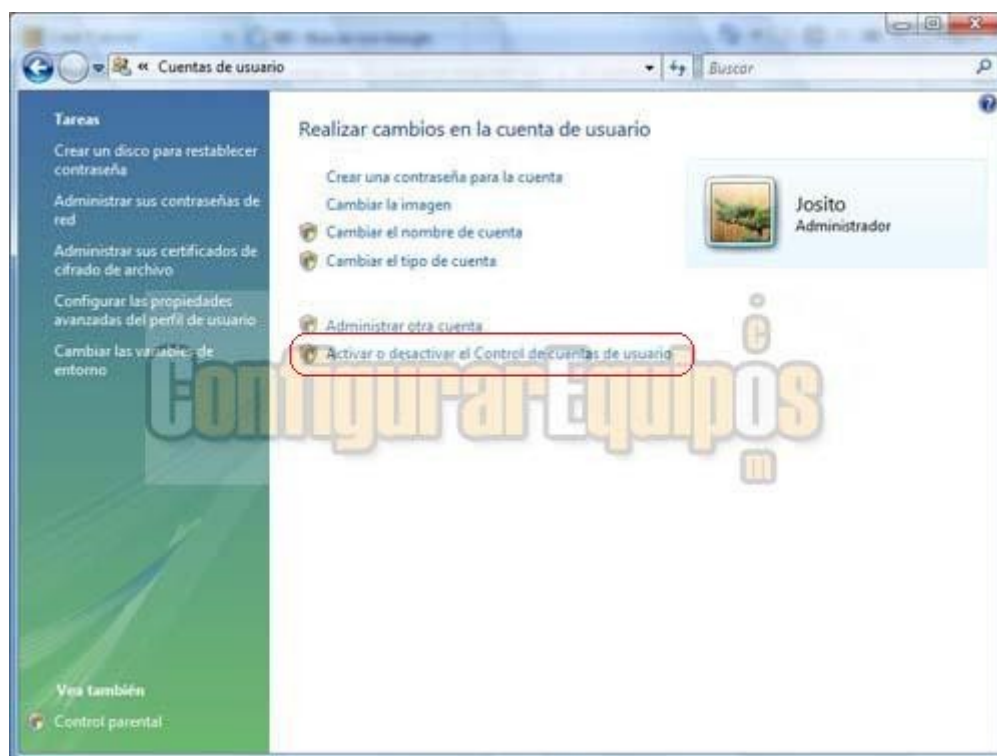 « Cuentas de usuario
Buscar
Tareas
Crear un disco para restablecer
contraseña
Administrar sus contraseñas de
red
Administrar sus certificados de
cifrado de archivo
Configurar las propiedades
avanzadas del perfil de usuario
Cambiar las variables de
entorno
Vea también
Control parental
Realizar cambios en la cuenta de usuario
Crear una contraseña para la cuenta
Cambiar la imagen
Cambiar el nombre de cuenta
Cambiar el tipo de cuenta
Administrar otra cuenta
Activar o desactivar el Control de cuentas de usuario
Josito
Administrador
ConfigurarEquipos
com